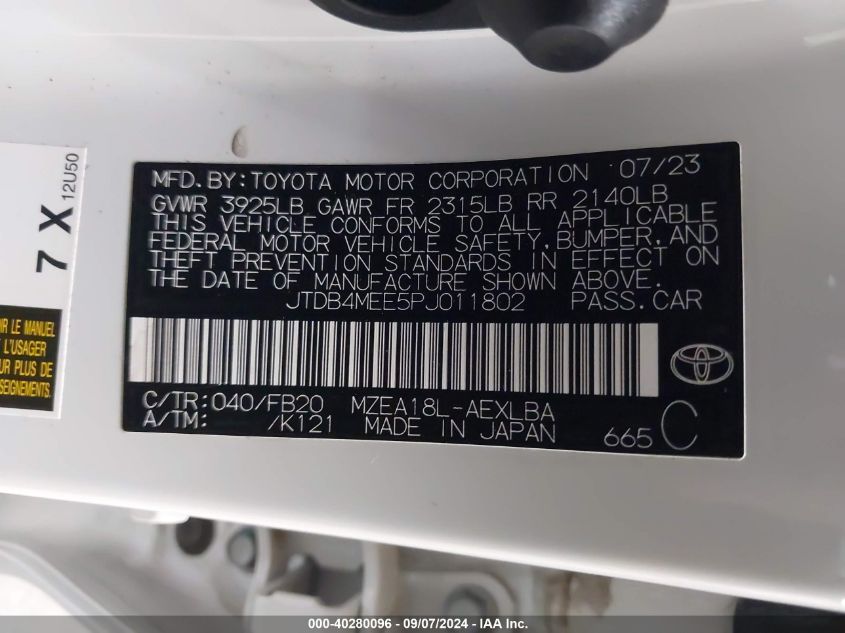 MFD.BY:TOYOTA MOTOR CORPORATION 07/23
GVWR 3925LB GAWR FR 2315LB RR 2140LB
THIS VEHICLE CONFORMS TO ALL APPLICABLE
FEDERAL MOTOR VEHICLE SAFETY,BUMPER,AND
THEFT PREVENTION STANDARDS IN EFFECT ON
THE DATE OF MANUFACTURE SHOWN ABOVE.
JTDB4MEE5PJ011802 PASS.CAR
C/TR:040/FB20 MZEA18L-AEXLBA
A/TM: /K121 MADE IN JAPAN 665 C
7 X 12U50
LE MANUEL
L'USAGER
UR PLUS DE
SEIGNEMENTS.
000-40280096 - 09/07/2024 - IAA Inc.